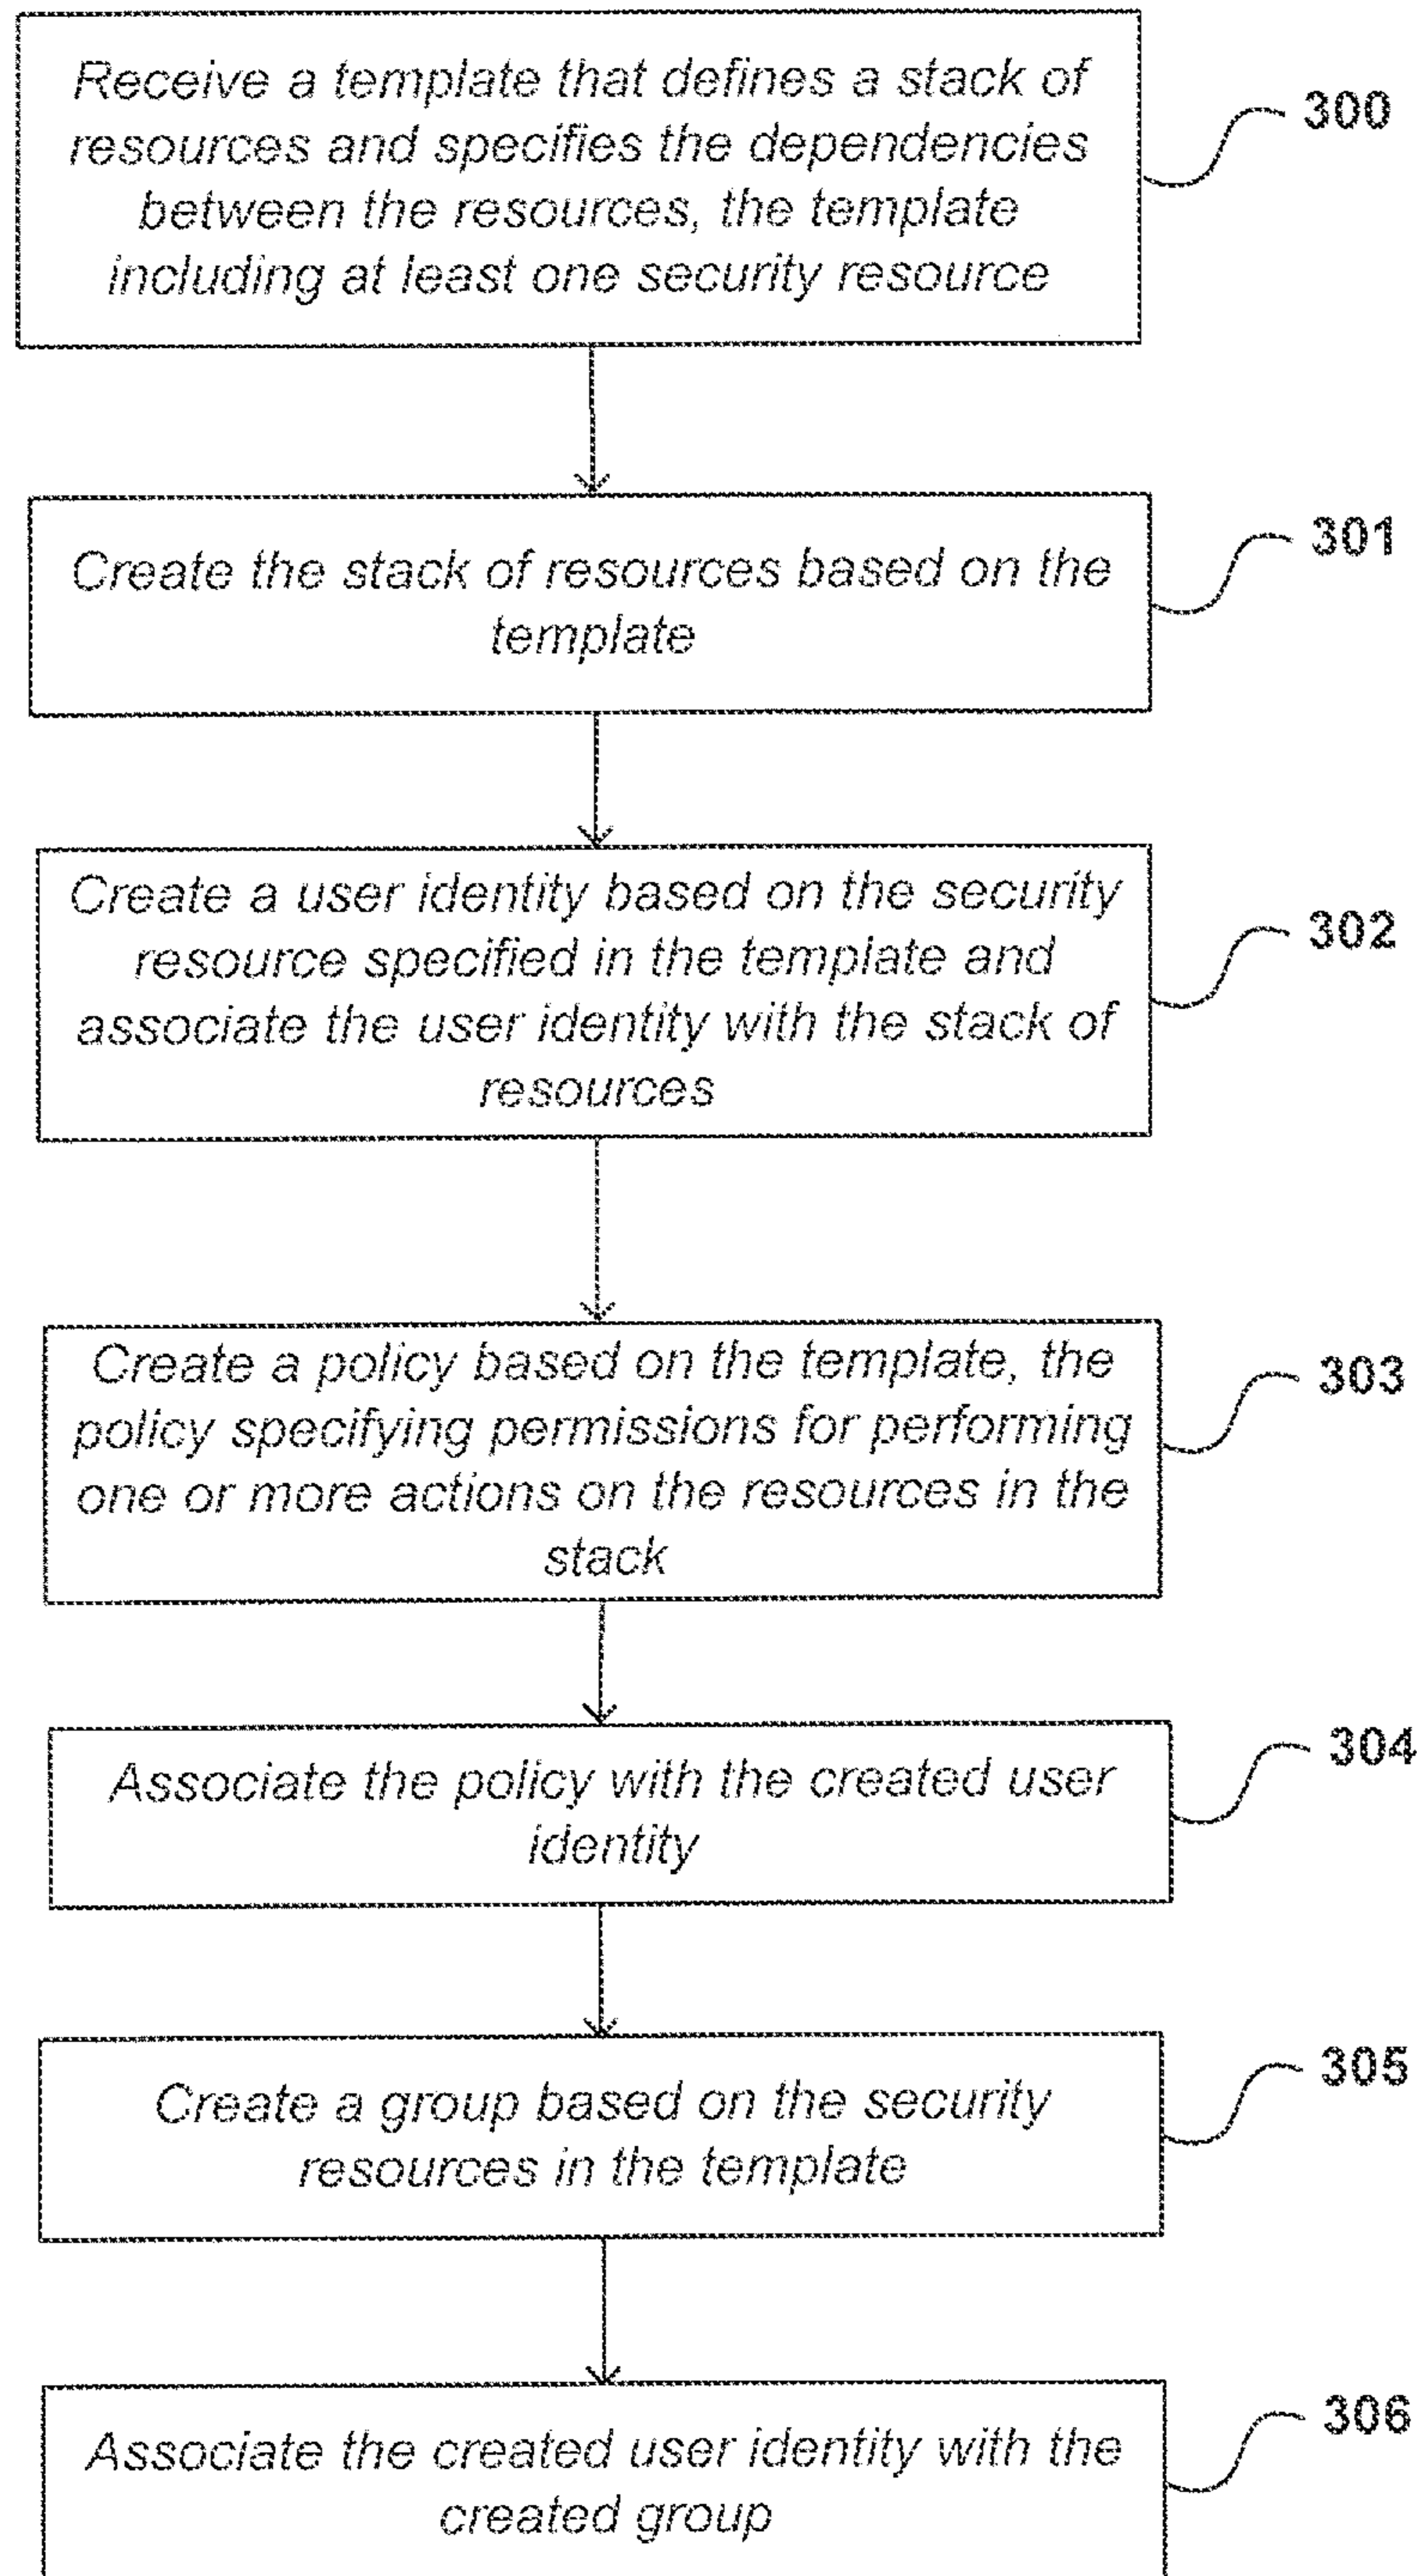 Receive a template that defines a stack of
resources and specifies the dependencies
between the resources, the template
including at least one security resource
300
Create the stack of resources based on the
template
301
Create a user identity based on the security
resource specified in the template and
associate the user identity with the stack of
resources
302
Create a policy based on the template, the
policy specifying permissions for performing
one or more actions on the resources in the
stack
303
Associate the policy with the created user
identity
304
Create a group based on the security
resources in the template
305
Associate the created user identity with the
created group
306